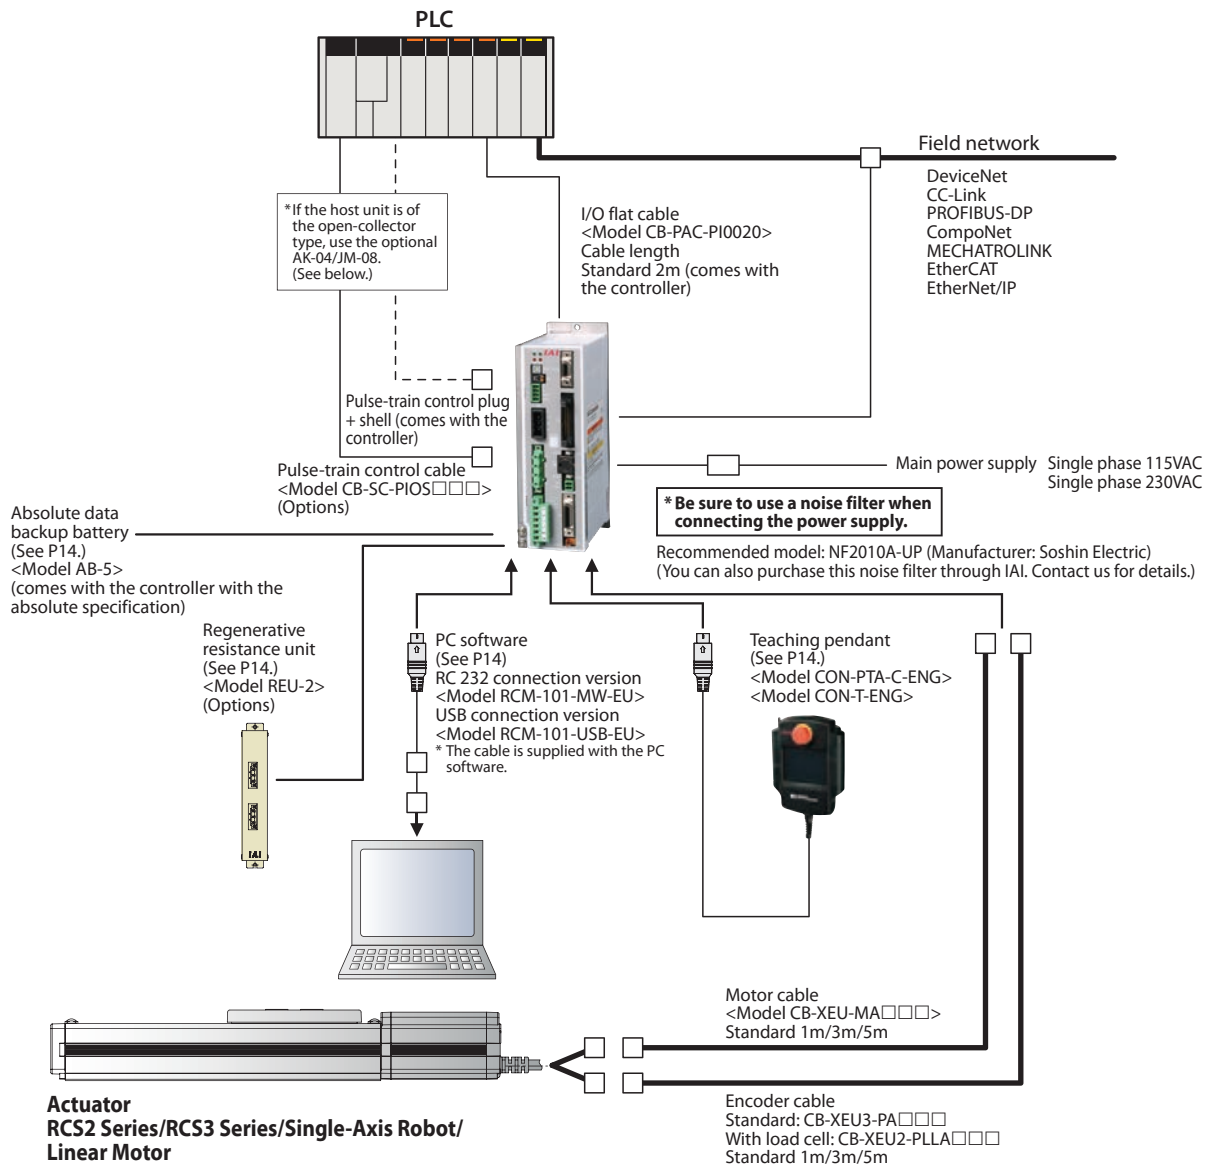 PLC
Field network
DeviceNet
CC-Link
PROFIBUS-DP
CompoNet
MECHATROLINK
EtherCAT
EtherNet/IP
*If the host unit is of
the open-collector
type, use the optional
AK-04/JM-08.
(See below.)
I/O flat cable
<Model CB-PAC-PI0020>
Cable length
Standard 2m (comes with
the controller)
IAI
Pulse-train control plug
+ shell (comes with the
controller)
Pulse-train control cable
<Model CB-SC-PIOS□□□>
(Options)
Main power supply Single phase 115VAC
Single phase 230VAC
* Be sure to use a noise filter when
connecting the power supply.
Recommended model: NF2010A-UP (Manufacturer: Soshin Electric)
(You can also purchase this noise filter through IAI. Contact us for details.)
Absolute data
backup battery
(See P14.)
<Model AB-5>
(comes with the controller with the
absolute specification)
Regenerative
resistance unit
(See P14.)
<Model REU-2>
(Options)
IAI
PC software
(See P14)
RC 232 connection version
<Model RCM-101-MW-EU>
USB connection version
<Model RCM-101-USB-EU>
* The cable is supplied with the PC
software.
Teaching pendant
(See P14.)
<Model CON-PTA-C-ENG>
<Model CON-T-ENG>
Motor cable
<Model CB-XEU-MA□□□>
Standard 1m/3m/5m
Encoder cable
Standard: CB-XEU3-PA□□□
With load cell: CB-XEU2-PLLA□□□
Standard 1m/3m/5m
Actuator
RCS2 Series/RCS3 Series/Single-Axis Robot/
Linear Motor